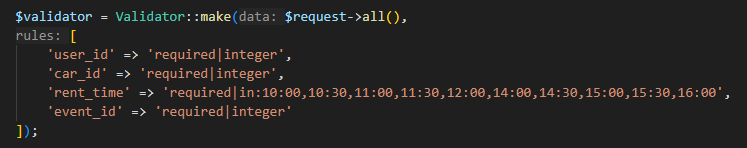 $validator = Validator::make(data: $request->all(),
rules: [
'user_id' => 'required|integer',
'car_id' => 'required|integer',
'rent_time' => 'required|in:10:00,10:30,11:00,11:30,12:00,14:00,14:30,15:00,15:30,16:00',
'event_id' => 'required|integer'
]);